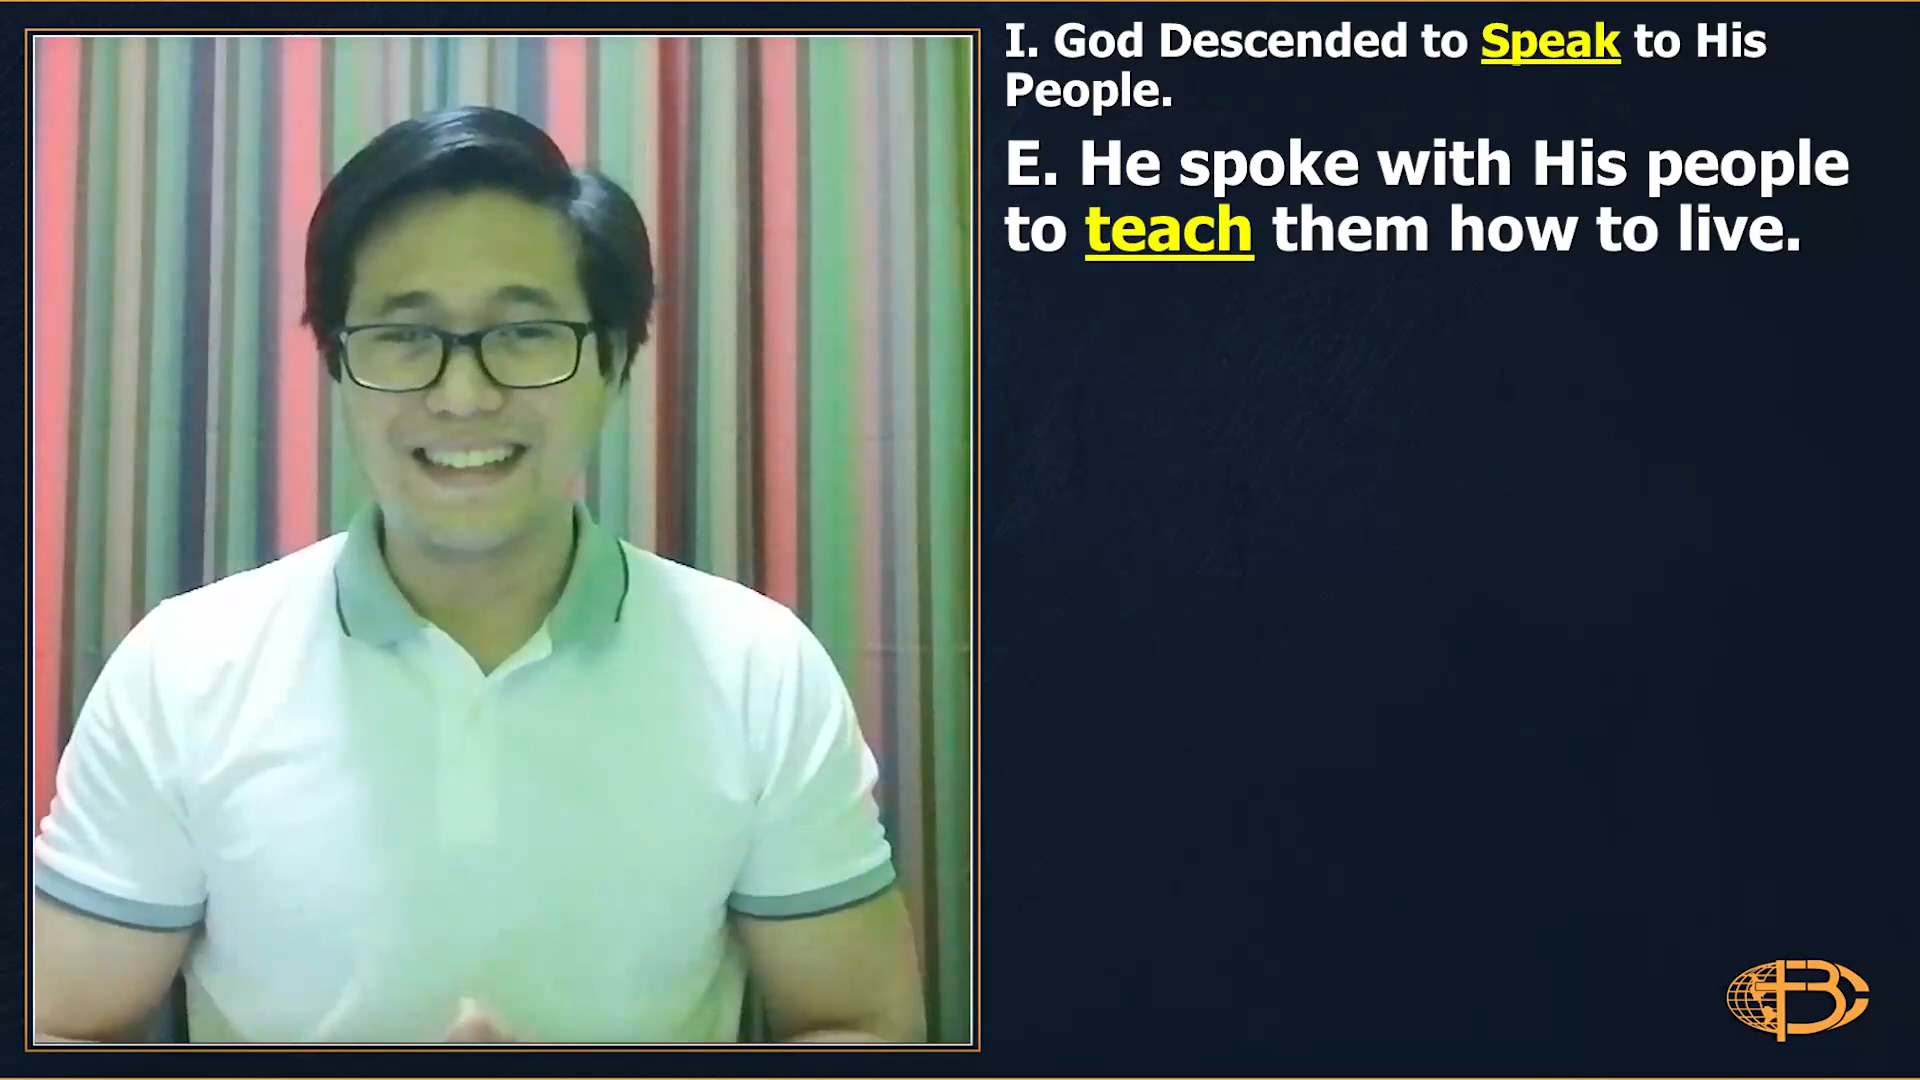 I. God Descended to Speak to His
People.
E. He spoke with His people
to teach them how to live.